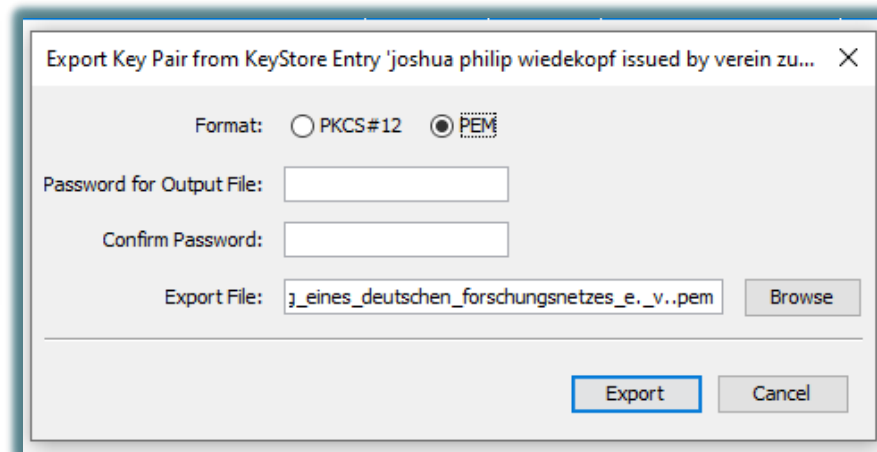 Export Key Pair from KeyStore Entry 'joshua philip wiedekopf issued by verein zu...
Format: PKCS#12 PEM
Password for Output File:
Confirm Password:
Export File: g_eines_deutschen_forschungsnetzes_e._v..pem Browse
Export Cancel